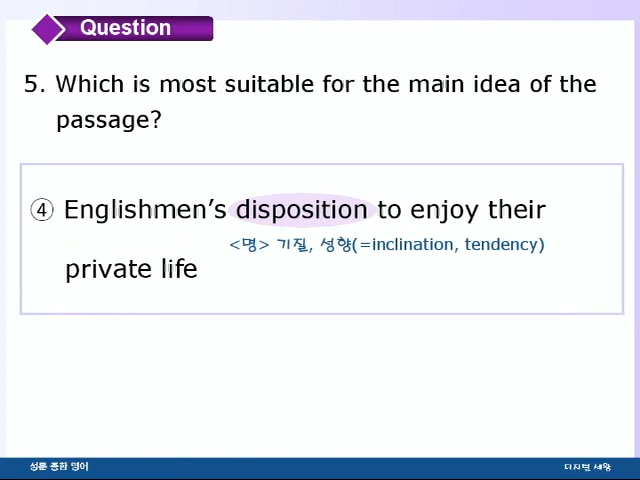 Question
5. Which is most suitable for the main idea of the
passage?
④ Englishmen's disposition to enjoy their
<명> 기질, 성향(=inclination, tendency)
private life
성문 종합 영어
디지털 세왕